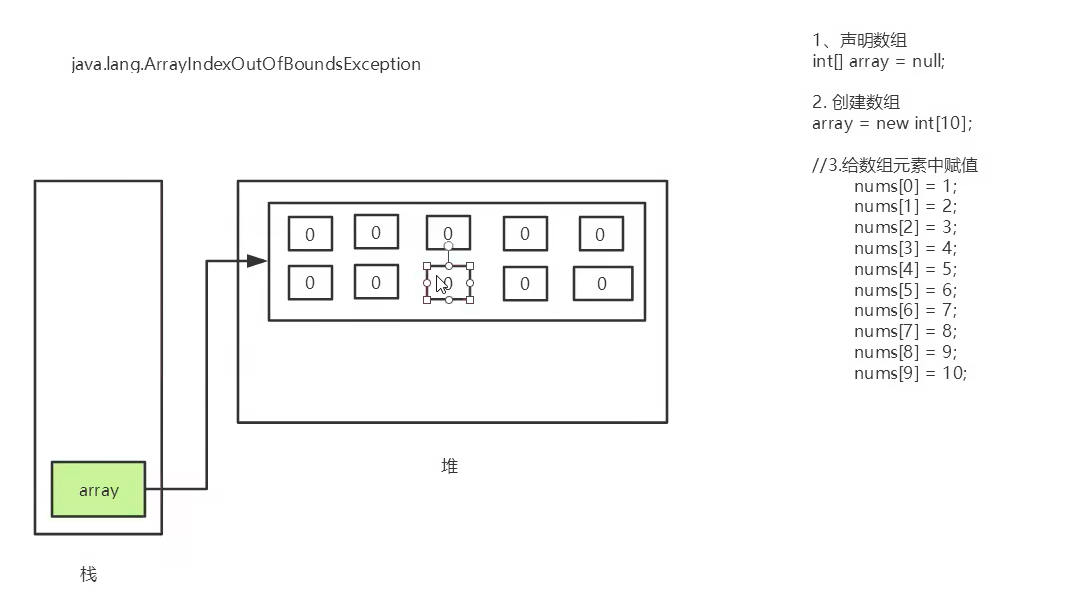 java.lang.ArrayIndexOutOfBoundsException
1、声明数组
int[] array = null;
2. 创建数组
array = new int[10];
//3.给数组元素中赋值
nums[0] = 1;
nums[1] = 2;
nums[2] = 3;
nums[3] = 4;
nums[4] = 5;
nums[5] = 6;
nums[6] = 7;
nums[7] = 8;
nums[8] = 9;
nums[9] = 10;
0 0 0 0 0
0 0 0 0 0
堆
array
栈